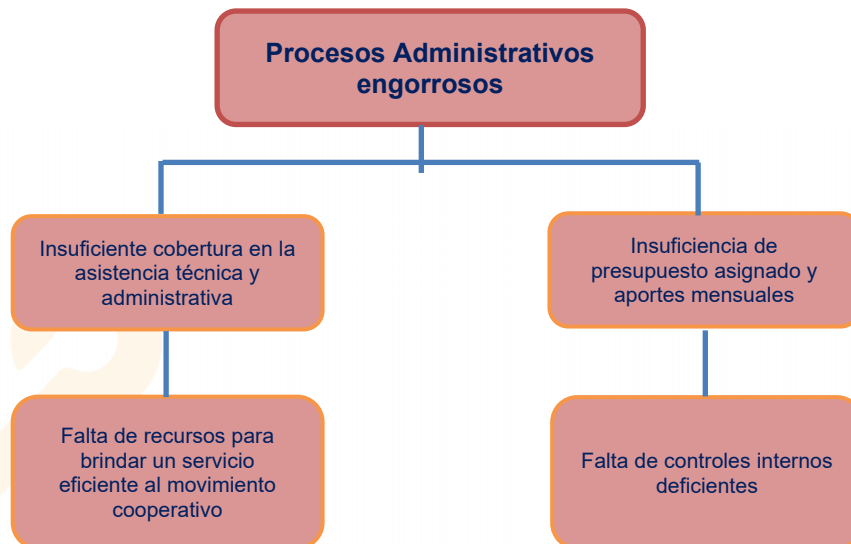 Procesos Administrativos
engorrosos
Insuficiente cobertura en la
asistencia técnica y
administrativa
Insuficiencia de
presupuesto asignado y
aportes mensuales
Falta de recursos para
brindar un servicio
eficiente al movimiento
cooperativo
Falta de controles internos
deficientes